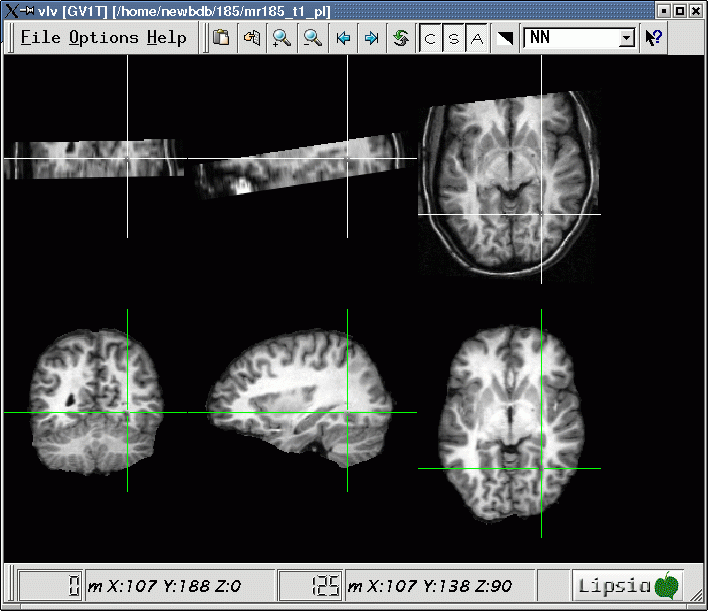 vlv [GV1T] [/home/newbdb/185/mr185_t1_pl]
File Options Help C S A NN
0 m X:107 Y:188 Z:0 125 m X:107 Y:138 Z:90 Lipsia